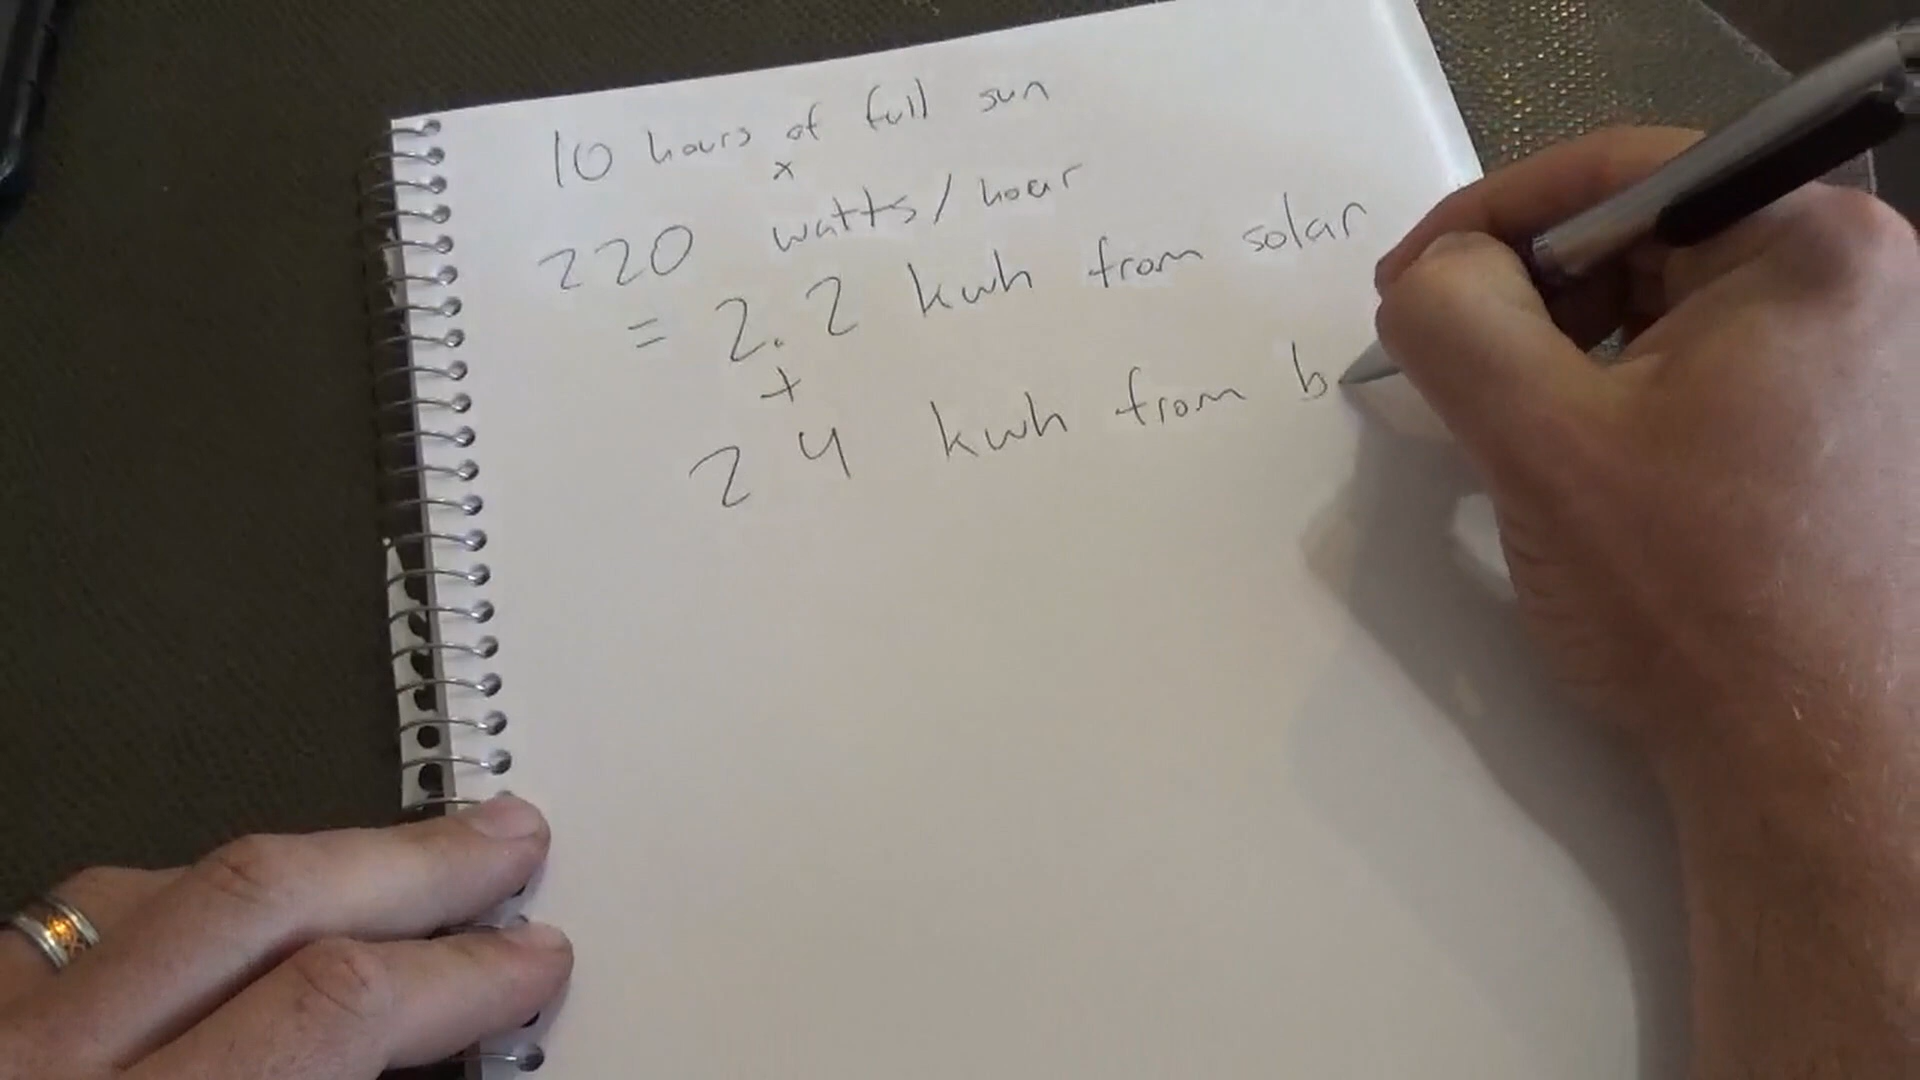 10 hours of full sun
x
220 watts/hour
= 2.2 kwh from solar
+
24 kwh from b